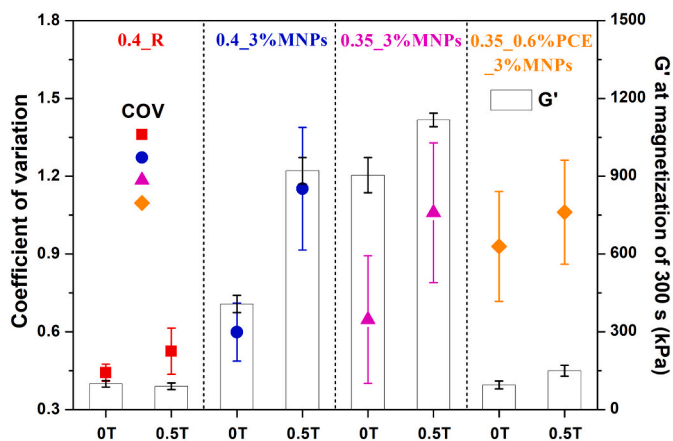 1.8
1.5
1.2
0.9
0.6
0.3
Coefficient of variation
0.4_R
0.4_3%MNPs
0.35_3%MNPs
0.35_0.6%PCE
_3%MNPs
COV
G'
1500
1200
900
600
300
0
G' at magnetization of 300 s (kPa)
0T 0.5T 0T 0.5T 0T 0.5T 0T 0.5T